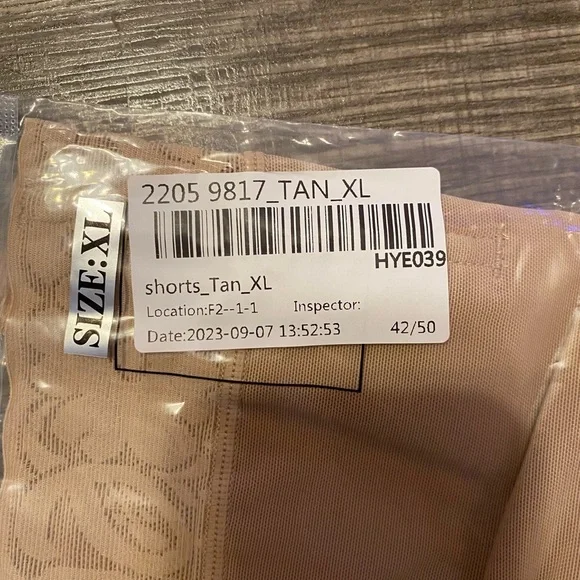 2205 9817_TAN_XL
HYE039
shorts_Tan_XL
Location:F2--1-1 Inspector:
Date:2023-09-07 13:52:53 42/50
SIZE:XL